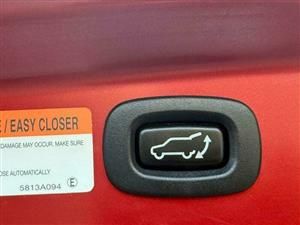 E / EASY CLOSER
DAMAGE MAY OCCUR. MAKE SURE
OSE AUTOMATICALLY
5813A094 E